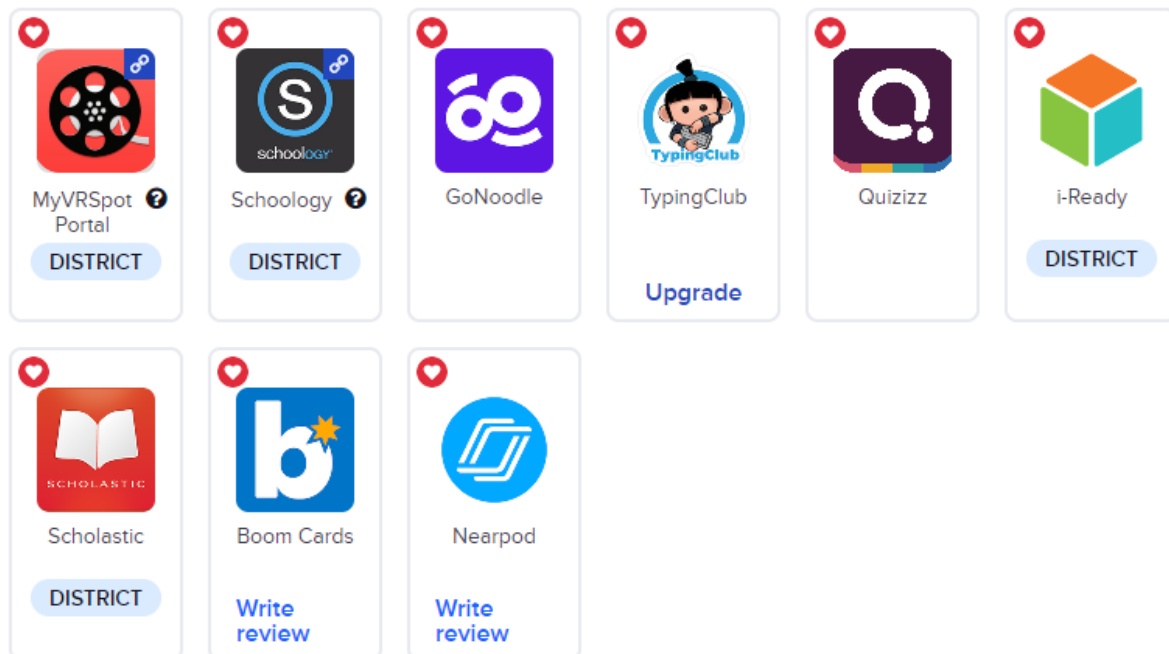 MyVRSpot Portal
DISTRICT
Schoology
schoology
DISTRICT
GoNoodle
TypingClub
TypingClub
Upgrade
Quizizz
i-Ready
DISTRICT
SCHOLASTIC
Scholastic
DISTRICT
b
Boom Cards
Write
review
Nearpod
Write
review